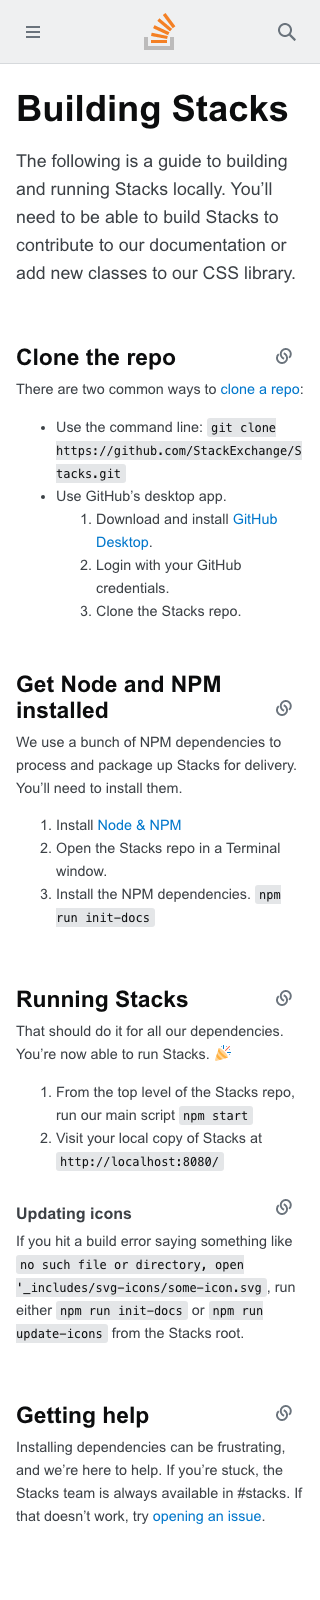 Building Stacks
The following is a guide to building
and running Stacks locally. You’ll
need to be able to build Stacks to
contribute to our documentation or
add new classes to our CSS library.
Clone the repo
There are two common ways to clone a repo:
• Use the command line: git clone
https://github.com/StackExchange/S
tacks.git
• Use GitHub’s desktop app.
1. Download and install GitHub
Desktop.
2. Login with your GitHub
credentials.
3. Clone the Stacks repo.
Get Node and NPM
installed
We use a bunch of NPM dependencies to
process and package up Stacks for delivery.
You’ll need to install them.
1. Install Node & NPM
2. Open the Stacks repo in a Terminal
window.
3. Install the NPM dependencies. npm
run init-docs
Running Stacks
That should do it for all our dependencies.
You’re now able to run Stacks. 🎉
1. From the top level of the Stacks repo,
run our main script npm start
2. Visit your local copy of Stacks at
http://localhost:8080/
Updating icons
If you hit a build error saying something like
no such file or directory, open
'_includes/svg-icons/some-icon.svg, run
either npm run init-docs or npm run
update-icons from the Stacks root.
Getting help
Installing dependencies can be frustrating,
and we’re here to help. If you’re stuck, the
Stacks team is always available in #stacks. If
that doesn’t work, try opening an issue.